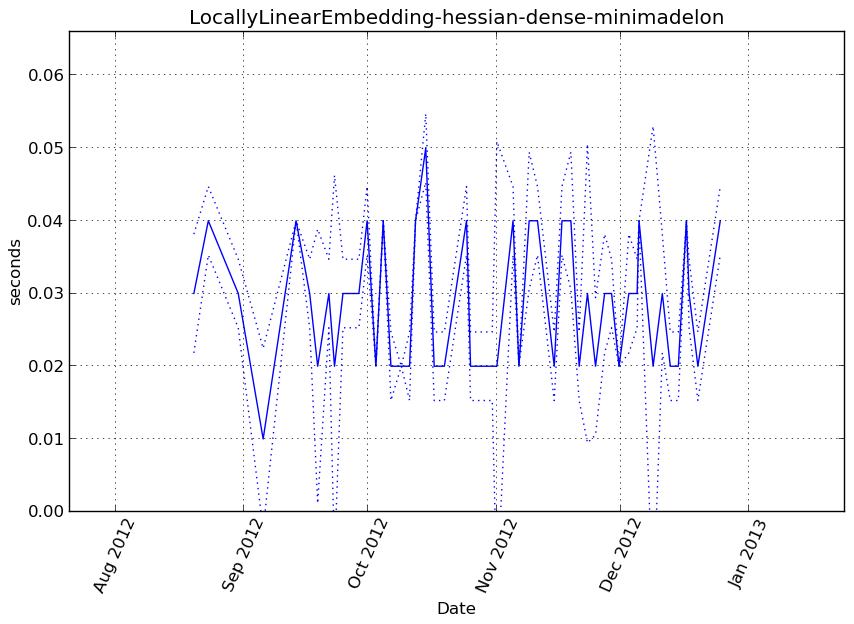 LocallyLinearEmbedding-hessian-dense-minimadelon
0.06
0.05
0.04
0.03
0.02
0.01
0.00
seconds
Aug 2012
Sep 2012
Oct 2012
Nov 2012
Dec 2012
Jan 2013
Date